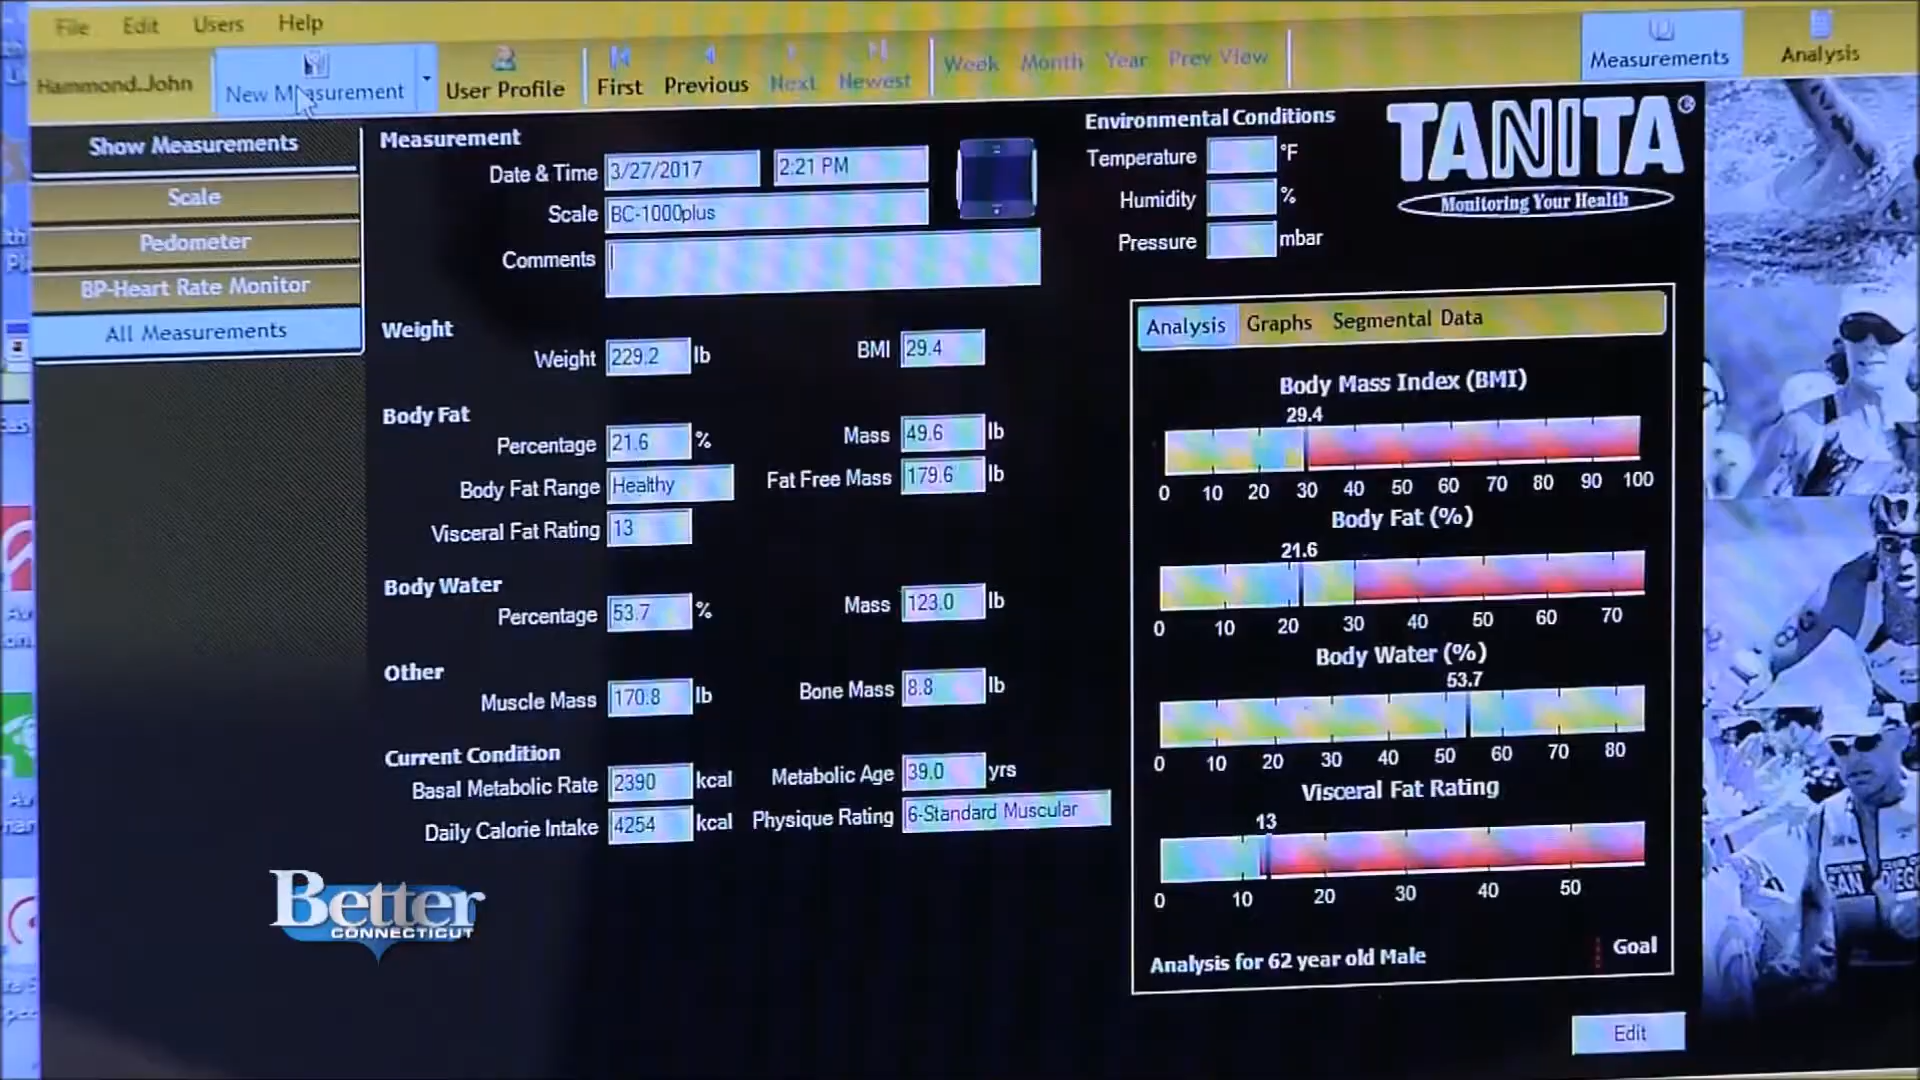 File Edit Users Help
Hammond.John New Measurement User Profile First Previous Next Newest Week Month Year Prev View Measurements Analysis
Show Measurements
Scale
Pedometer
BP-Heart Rate Monitor
All Measurements
Measurement
Date & Time 3/27/2017 2:21 PM
Scale BC-1000plus
Comments
Environmental Conditions
Temperature °F
Humidity %
Pressure mbar
TANITA®
Monitoring Your Health
Weight
Weight 229.2 lb BMI 29.4
Body Fat
Percentage 21.6 % Mass 49.6 lb
Body Fat Range Healthy Fat Free Mass 179.6 lb
Visceral Fat Rating 13
Body Water
Percentage 53.7 % Mass 123.0 lb
Other
Muscle Mass 170.8 lb Bone Mass 8.8 lb
Current Condition
Basal Metabolic Rate 2390 kcal Metabolic Age 39.0 yrs
Daily Calorie Intake 4254 kcal Physique Rating 6-Standard Muscular
Analysis Graphs Segmental Data
Body Mass Index (BMI)
29.4
0 10 20 30 40 50 60 70 80 90 100
Body Fat (%)
21.6
0 10 20 30 40 50 60 70
Body Water (%)
53.7
0 10 20 30 40 50 60 70 80
Visceral Fat Rating
13
0 10 20 30 40 50
Analysis for 62 year old Male Goal
Edit
SAN DIEGO
Better
CONNECTICUT